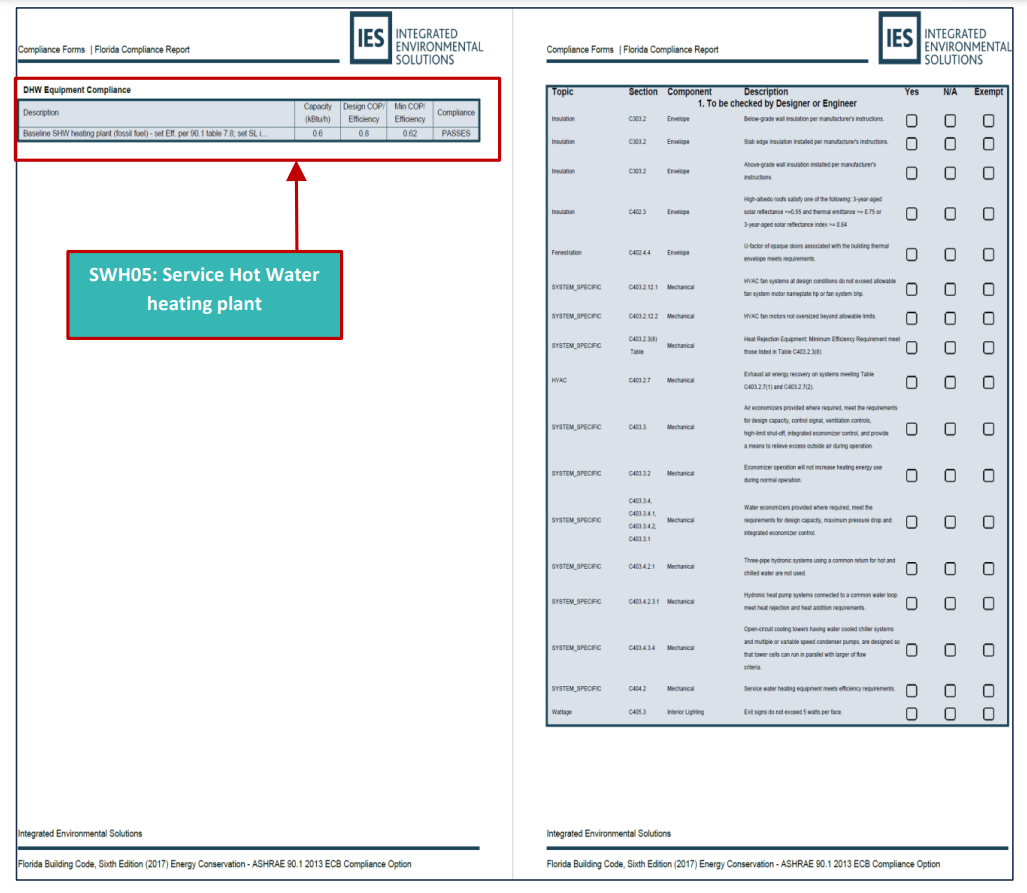 Compliance Forms | Florida Compliance Report
IES INTEGRATED
ENVIRONMENTAL
SOLUTIONS
DHW Equipment Compliance
Description Capacity (kBtu/h) Design COP/ Efficiency Min COP/ Efficiency Compliance
Baseline SHW heating plant (fossil fuel) - set Eff. per 90.1 table 7.8; set SL i... 0.6 0.8 0.62 PASSES
SWH05: Service Hot Water
heating plant
Integrated Environmental Solutions
Florida Building Code, Sixth Edition (2017) Energy Conservation - ASHRAE 90.1 2013 ECB Compliance Option
Compliance Forms | Florida Compliance Report
IES INTEGRATED
ENVIRONMENTAL
SOLUTIONS
Topic Section Component Description Yes N/A Exempt
1. To be checked by Designer or Engineer
Insulation C303.2 Envelope Below-grade wall insulation per manufacturer's instructions.
Insulation C303.2 Envelope Slab edge insulation installed per manufacturer's instructions.
Insulation C303.2 Envelope Above-grade wall insulation installed per manufacturer's
instructions.
Insulation C402.3 Envelope High-albedo roofs satisfy one of the following: 3-year-aged
solar reflectance >=0.55 and thermal emittance >= 0.75 or
3-year-aged solar reflectance index >= 0.64
Fenestration C402.4.4 Envelope U-factor of opaque doors associated with the building thermal
envelope meets requirements.
SYSTEM_SPECIFIC C403.2.12.1 Mechanical HVAC fan systems at design conditions do not exceed allowable
fan system motor nameplate hp or fan system bhp.
SYSTEM_SPECIFIC C403.2.12.2 Mechanical HVAC fan motors not oversized beyond allowable limits.
SYSTEM_SPECIFIC C403.2.3(8) Table Mechanical Heat Rejection Equipment: Minimum Efficiency Requirement meet
those listed in Table C403.2.3(8)
HVAC C403.2.7 Mechanical Exhaust air energy recovery on systems meeting Table
C403.2.7(1) and C403.2.7(2).
SYSTEM_SPECIFIC C403.3 Mechanical Air economizers provided where required, meet the requirements
for design capacity, control signal, ventilation controls,
high-limit shut-off, integrated economizer control, and provide
a means to relieve excess outside air during operation.
SYSTEM_SPECIFIC C403.3.2 Mechanical Economizer operation will not increase heating energy use
during normal operation.
SYSTEM_SPECIFIC C403.3.4, C403.3.4.1, C403.3.4.2, C403.3.1 Mechanical Water economizers provided where required, meet the
requirements for design capacity, maximum pressure drop and
integrated economizer control.
SYSTEM_SPECIFIC C403.4.2.1 Mechanical Three-pipe hydronic systems using a common return for hot and
chilled water are not used.
SYSTEM_SPECIFIC C403.4.2.3.1 Mechanical Hydronic heat pump systems connected to a common water loop
meet heat rejection and heat addition requirements.
SYSTEM_SPECIFIC C403.4.3.4 Mechanical Open-circuit cooling towers having water cooled chiller systems
and multiple or variable speed condenser pumps, are designed so
that tower cells can run in parallel with larger of flow
criteria.
SYSTEM_SPECIFIC C404.2 Mechanical Service water heating equipment meets efficiency requirements.
Wattage C405.3 Interior Lighting Exit signs do not exceed 5 watts per face.
Integrated Environmental Solutions
Florida Building Code, Sixth Edition (2017) Energy Conservation - ASHRAE 90.1 2013 ECB Compliance Option